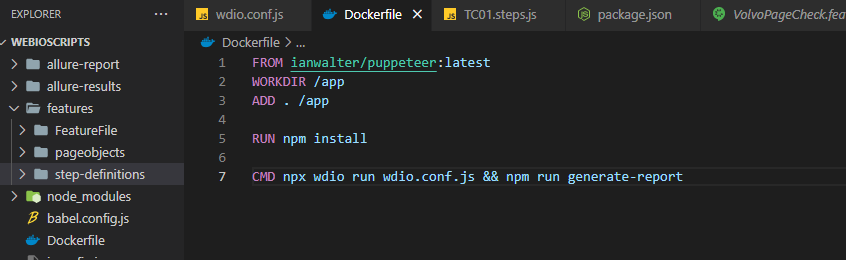 EXPLORER
wdio.conf.js
Dockerfile
TC01.steps.js
package.json
VolvoPageCheck.fea
WEBIOSCRIPTS
Dockerfile > ...
allure-report
allure-results
features
FeatureFile
pageobjects
step-definitions
node_modules
babel.config.js
Dockerfile
1 FROM ianwalter/puppeteer:latest
2 WORKDIR /app
3 ADD . /app
4
5 RUN npm install
6
7 CMD npx wdio run wdio.conf.js && npm run generate-report